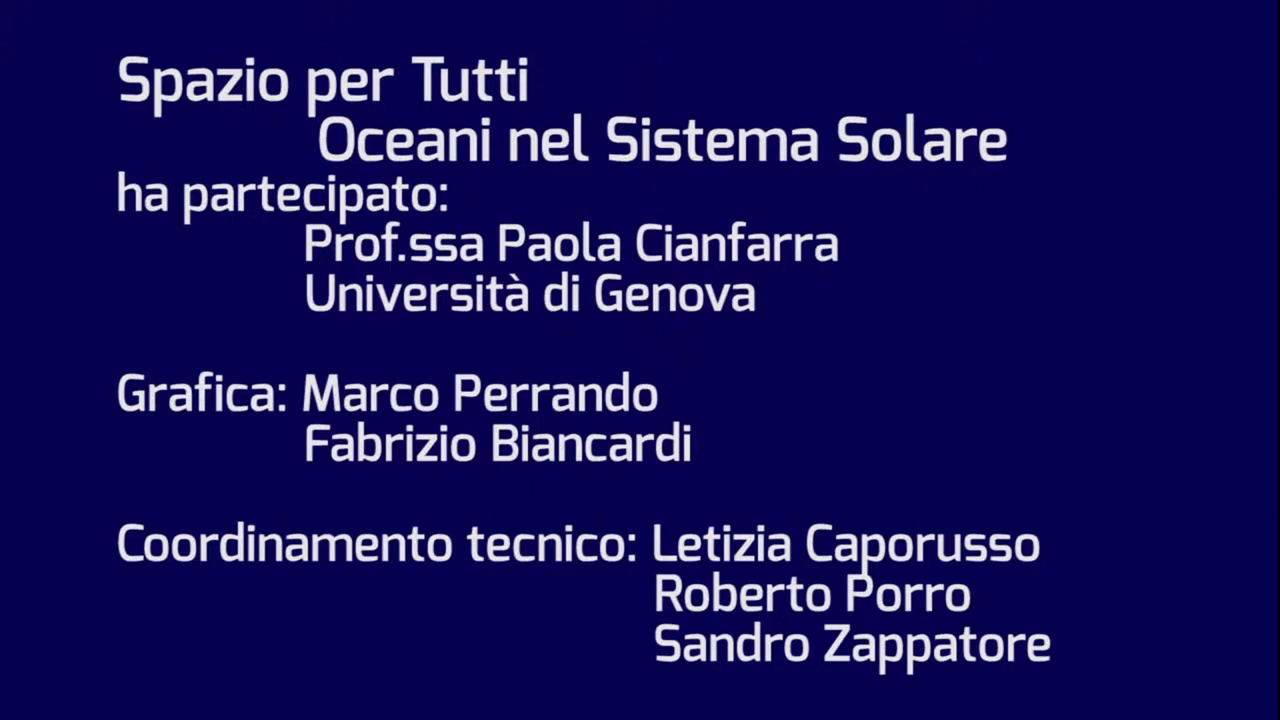 Spazio per Tutti
Oceani nel Sistema Solare
ha partecipato:
Prof.ssa Paola Cianfarra
Università di Genova
Grafica: Marco Perrando
Fabrizio Biancardi
Coordinamento tecnico: Letizia Caporusso
Roberto Porro
Sandro Zappatore